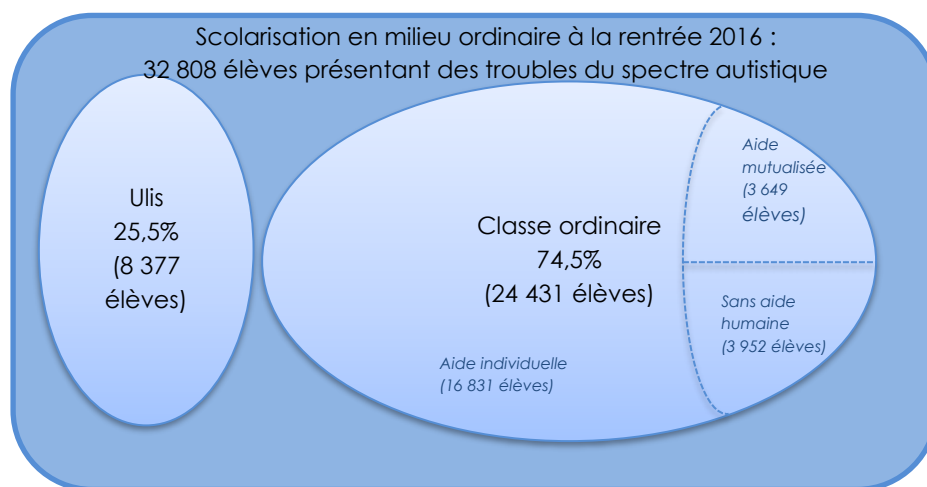 Scolarisation en milieu ordinaire à la rentrée 2016 :
32 808 élèves présentant des troubles du spectre autistique
Ulis
25,5%
(8 377
élèves)
Classe ordinaire
74,5%
(24 431 élèves)
Aide individuelle
(16 831 élèves)
Aide
mutualisée
(3 649
élèves)
Sans aide
humaine
(3 952 élèves)